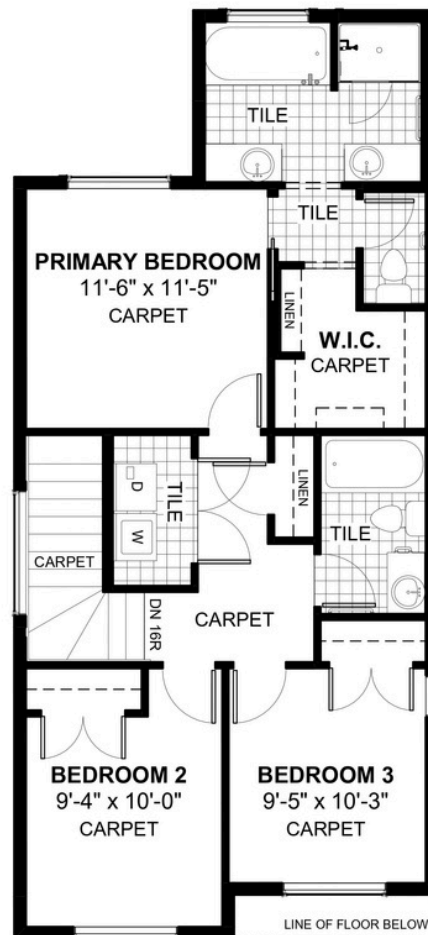 TILE
TILE
PRIMARY BEDROOM
11'-6" x 11'-5"
CARPET
LINEN
W.I.C.
CARPET
D
W
TILE
LINEN
TILE
CARPET
DN 16R
CARPET
BEDROOM 2
9'-4" x 10'-0"
CARPET
BEDROOM 3
9'-5" x 10'-3"
CARPET
LINE OF FLOOR BELOW